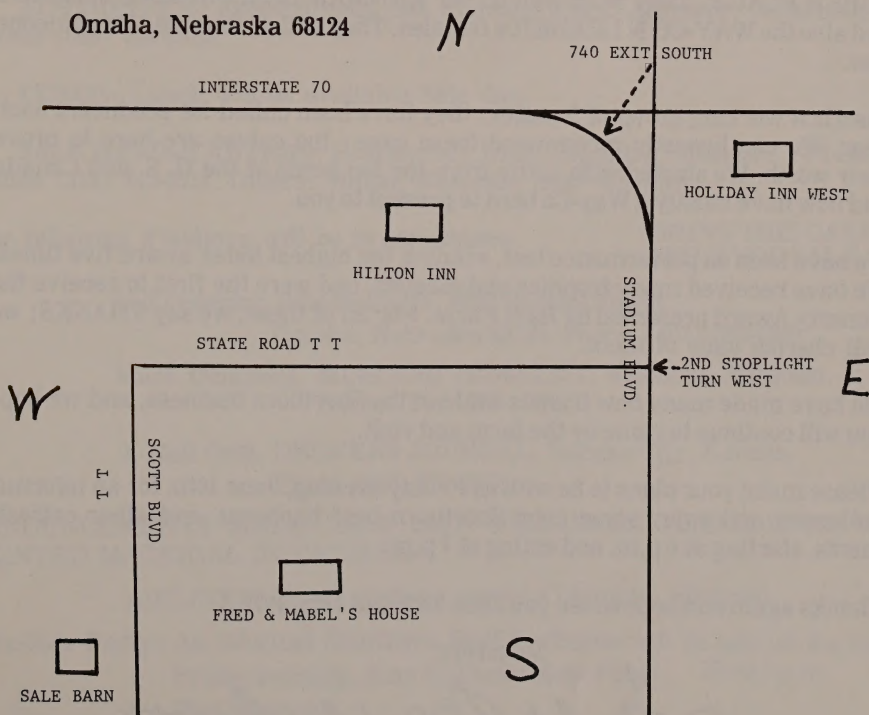 Omaha, Nebraska 68124
N
740 EXIT SOUTH
INTERSTATE 70
HOLIDAY INN WEST
HILTON INN
STADIUM BLVD.
STATE ROAD T T
2ND STOPLIGHT
TURN WEST
W
E
SCOTT BLVD
T T
FRED & MABEL'S HOUSE
S
SALE BARN